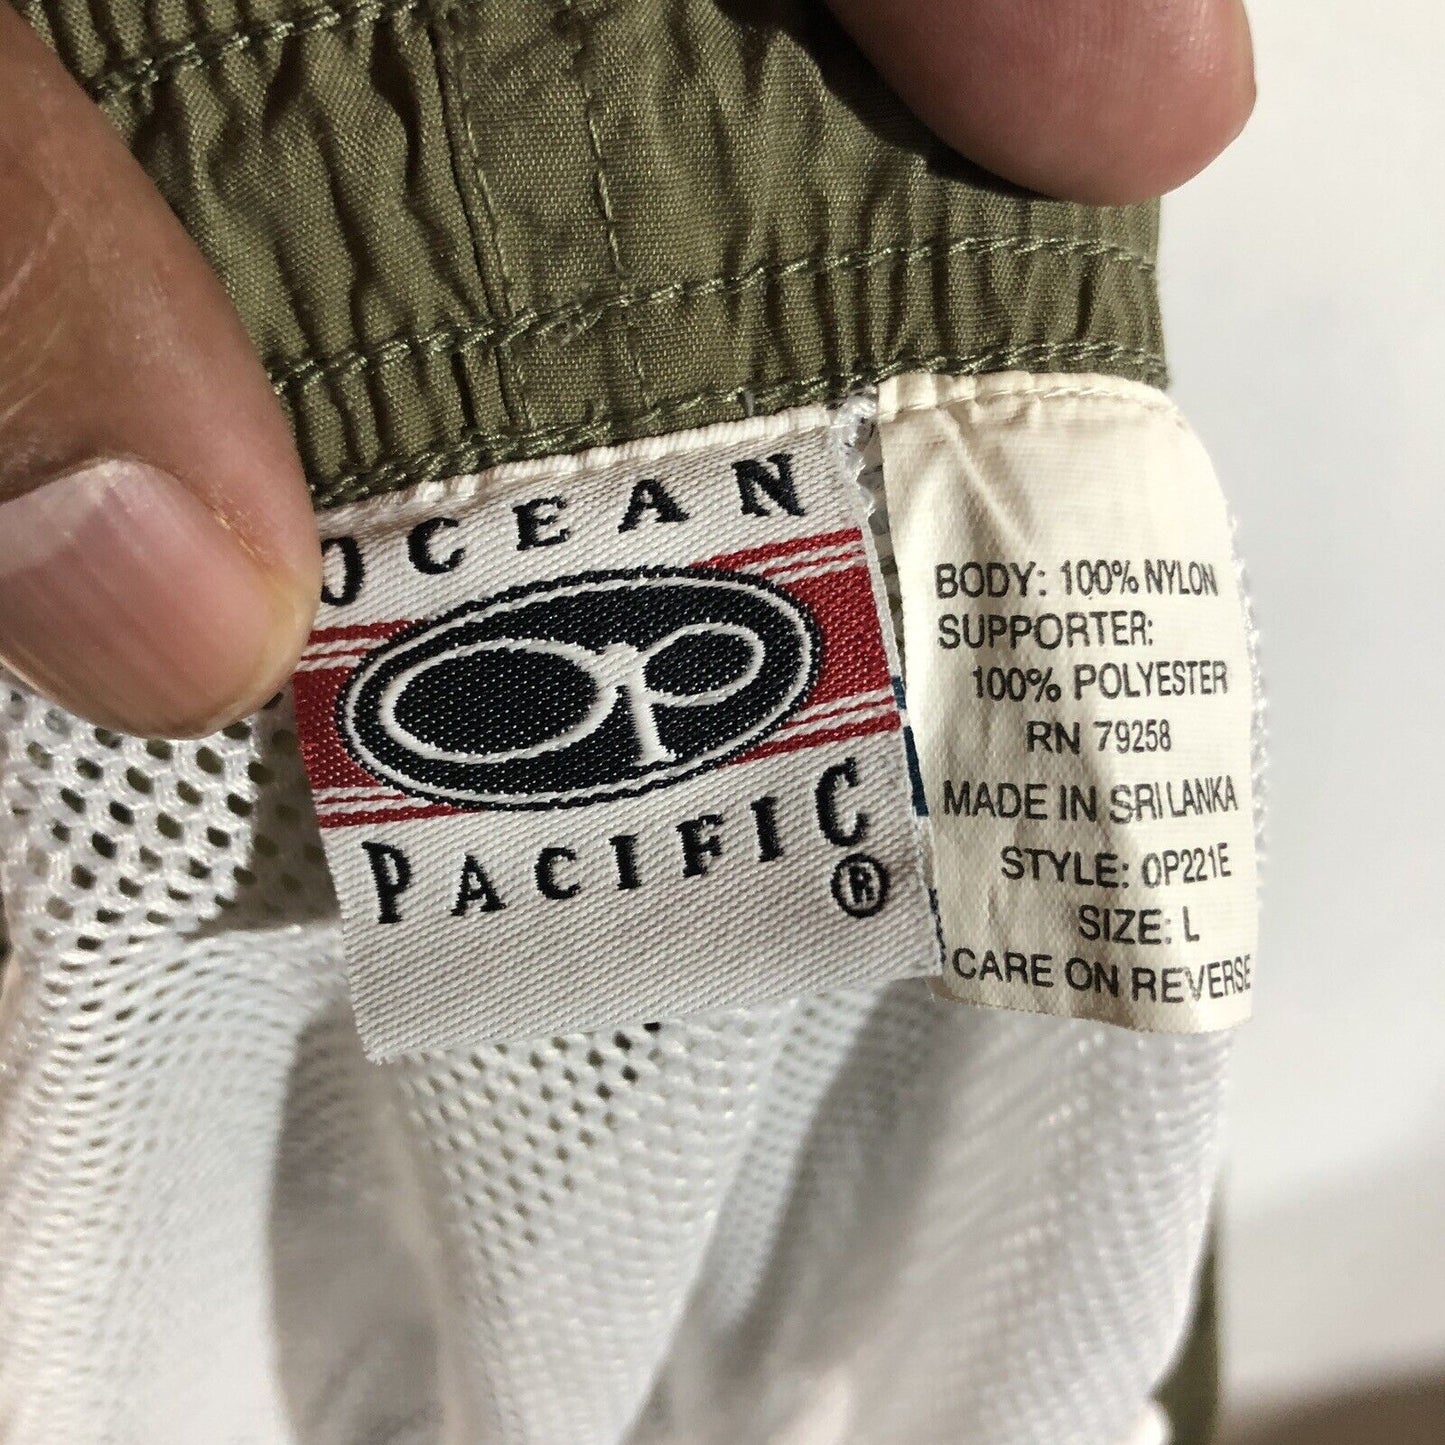 OCEAN
OP
PACIFIC
®
BODY: 100% NYLON
SUPPORTER:
100% POLYESTER
RN 79258
MADE IN SRI LANKA
STYLE: OP221E
SIZE: L
CARE ON REVERSE